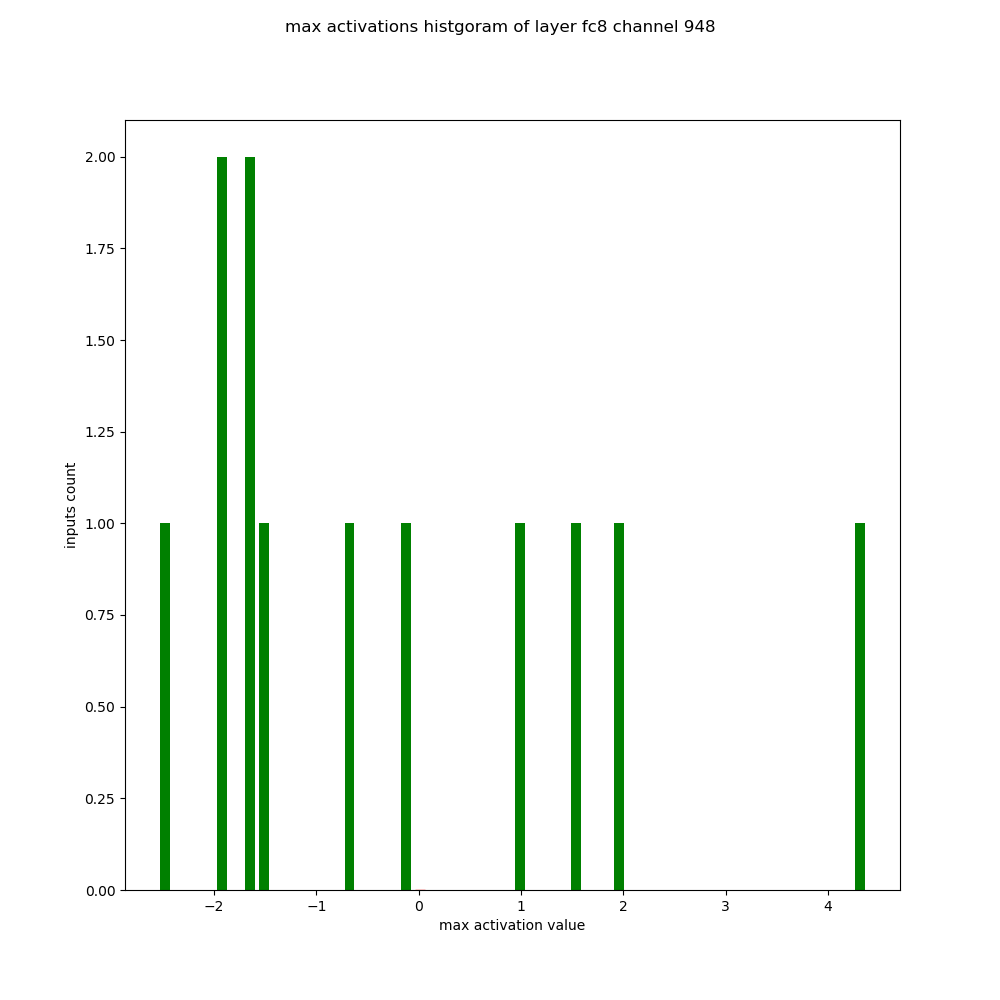 max activations histgoram of layer fc8 channel 948
2.00
1.75
1.50
1.25
1.00
0.75
0.50
0.25
0.00
inputs count
−2 −1 0 1 2 3 4
max activation value